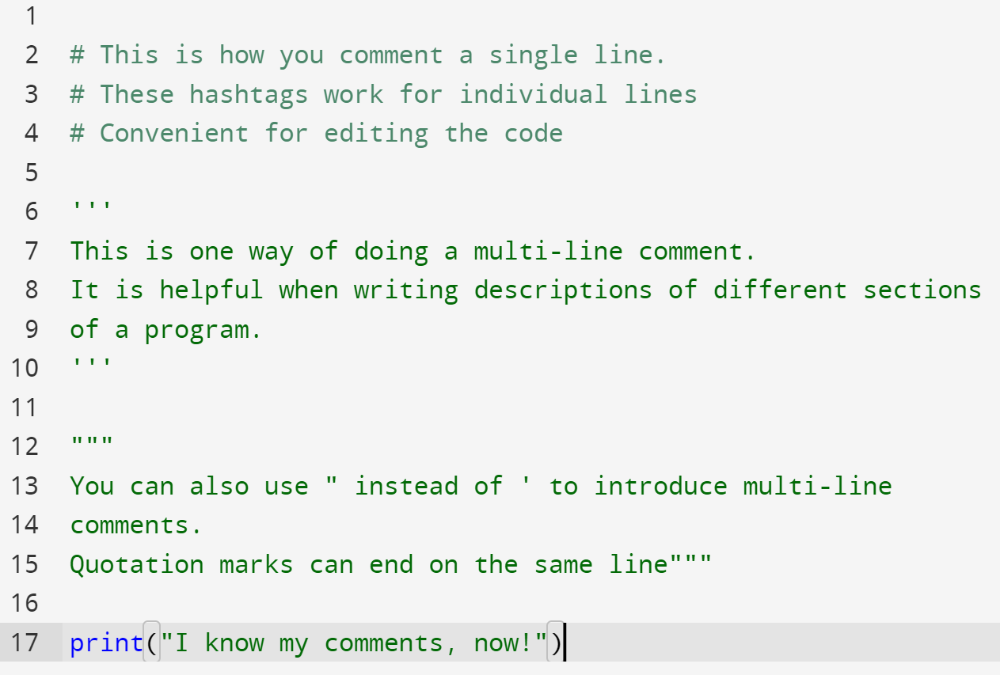 1
2 # This is how you comment a single line.
3 # These hashtags work for individual lines
4 # Convenient for editing the code
5
6 '''
7 This is one way of doing a multi-line comment.
8 It is helpful when writing descriptions of different sections
9 of a program.
10 '''
11
12 """
13 You can also use " instead of ' to introduce multi-line
14 comments.
15 Quotation marks can end on the same line"""
16
17 print("I know my comments, now!")